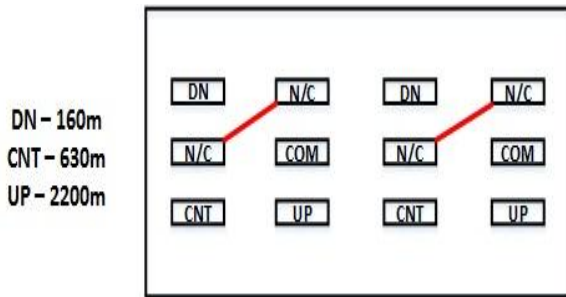 DN – 160m
CNT – 630m
UP – 2200m
DN N/C DN N/C
N/C COM N/C COM
CNT UP CNT UP